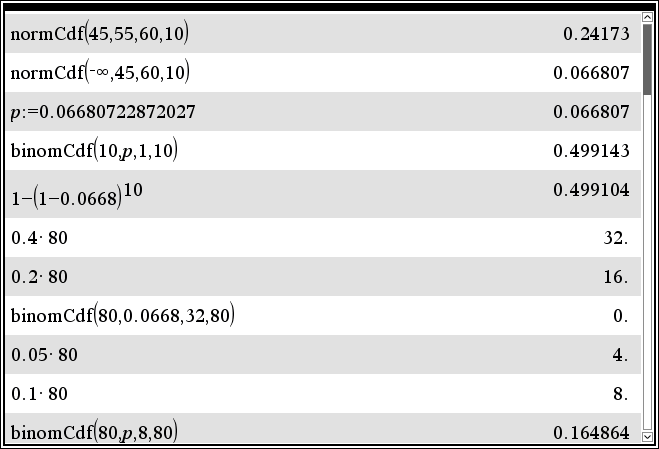 normCdf(45,55,60,10) 0.24173
normCdf(-∞,45,60,10) 0.066807
p:=0.06680722872027 0.066807
binomCdf(10,p,1,10) 0.499143
1-(1-0.0668)^10 0.499104
0.4·80 32.
0.2·80 16.
binomCdf(80,0.0668,32,80) 0.
0.05·80 4.
0.1·80 8.
binomCdf(80,p,8,80) 0.164864